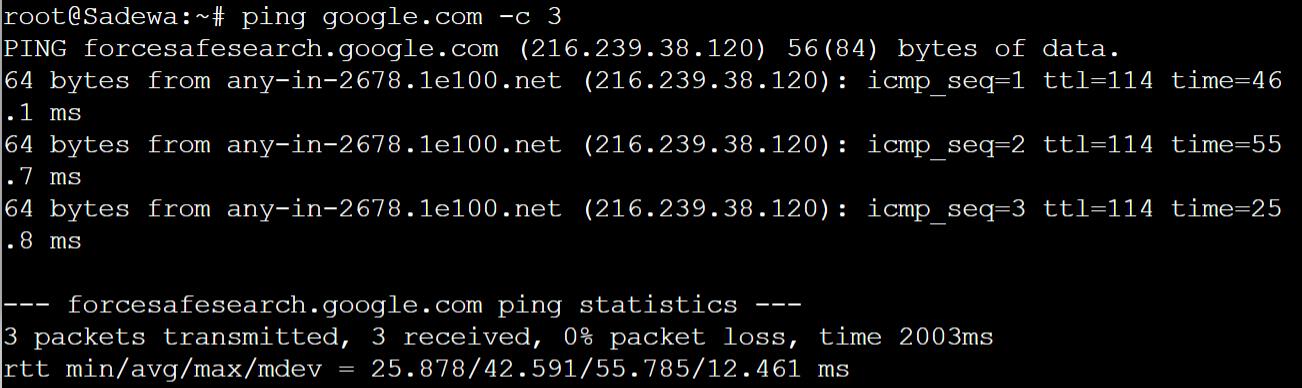 root@Sadewa:~# ping google.com -c 3
PING forcesafesearch.google.com (216.239.38.120) 56(84) bytes of data.
64 bytes from any-in-2678.1e100.net (216.239.38.120): icmp_seq=1 ttl=114 time=46
.1 ms
64 bytes from any-in-2678.1e100.net (216.239.38.120): icmp_seq=2 ttl=114 time=55
.7 ms
64 bytes from any-in-2678.1e100.net (216.239.38.120): icmp_seq=3 ttl=114 time=25
.8 ms
--- forcesafesearch.google.com ping statistics ---
3 packets transmitted, 3 received, 0% packet loss, time 2003ms
rtt min/avg/max/mdev = 25.878/42.591/55.785/12.461 ms